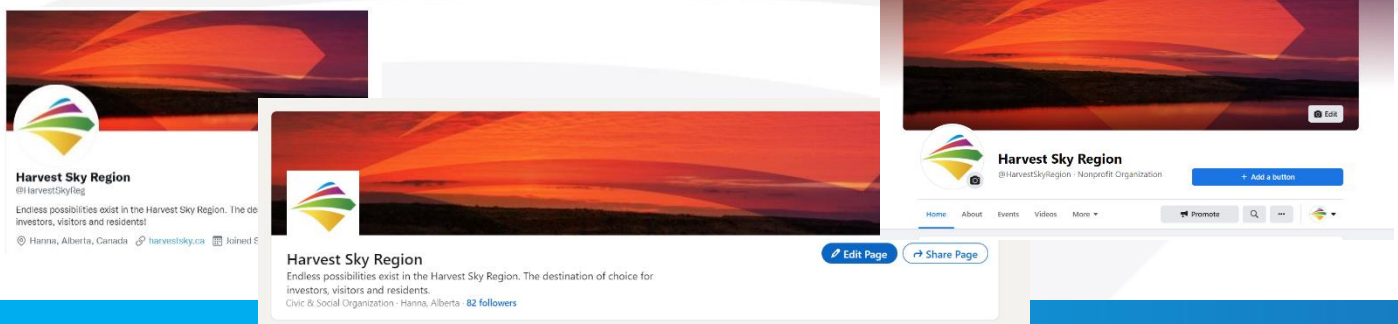 Harvest Sky Region
@HarvestSkyReg
Endless possibilities exist in the Harvest Sky Region. The de
investors, visitors and residents!
Hanna, Alberta, Canada harvestsky.ca Joined S
Harvest Sky Region
Endless possibilities exist in the Harvest Sky Region. The destination of choice for
investors, visitors and residents.
Civic & Social Organization · Hanna, Alberta · 82 followers
Edit Page Share Page
Edit
Harvest Sky Region
@HarvestSkyRegion · Nonprofit Organization
+ Add a button
Home About Events Videos More
Promote